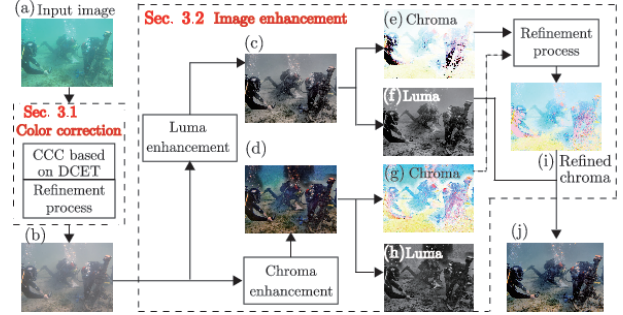 (a) Input image
Sec. 3.1
Color correction
CCC based
on DCET
Refinement
process
(b)
Sec. 3.2 Image enhancement
Luma
enhancement
(c)
(d)
Chroma
enhancement
(e) Chroma
(f) Luma
(g) Chroma
(h) Luma
Refinement
process
(i) Refined
chroma
(j)